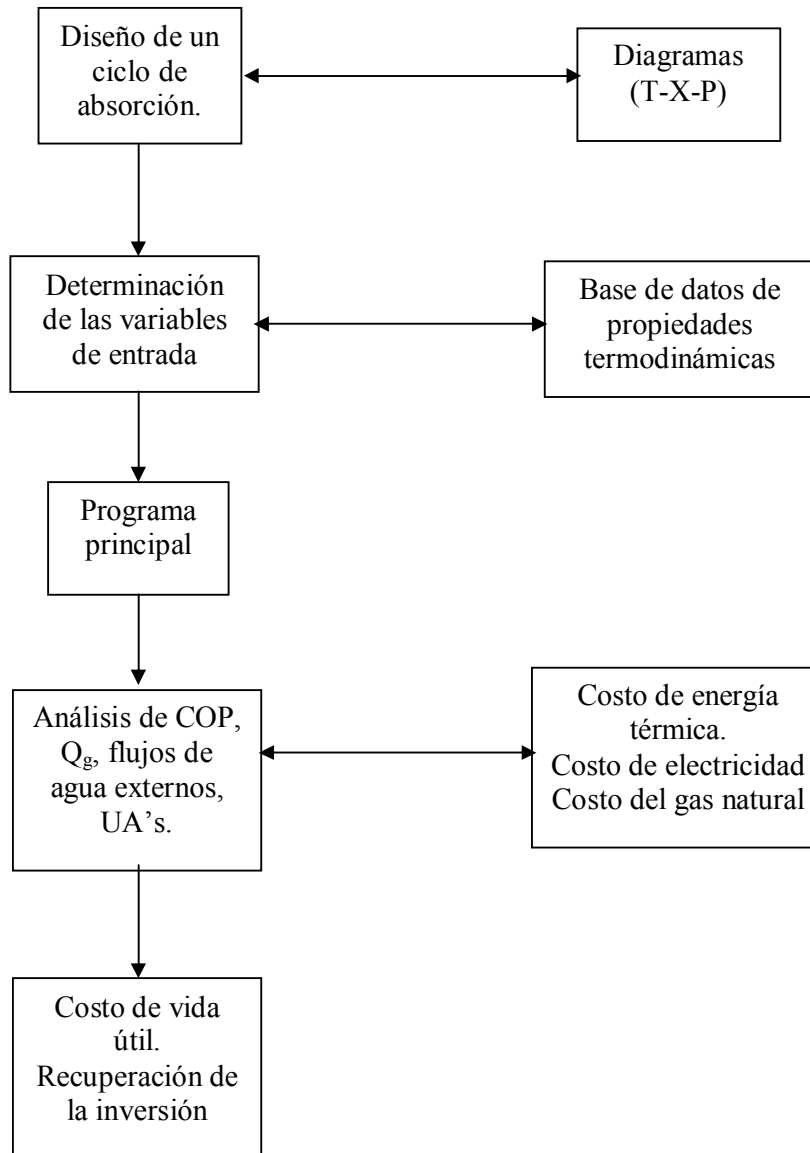 Diseño de un
ciclo de
absorción.
Diagramas
(T-X-P)
Determinación
de las variables
de entrada
Base de datos de
propiedades
termodinámicas
Programa
principal
Análisis de COP,
Qg, flujos de
agua externos,
UA’s.
Costo de energía
térmica.
Costo de electricidad
Costo del gas natural
Costo de vida
útil.
Recuperación de
la inversión